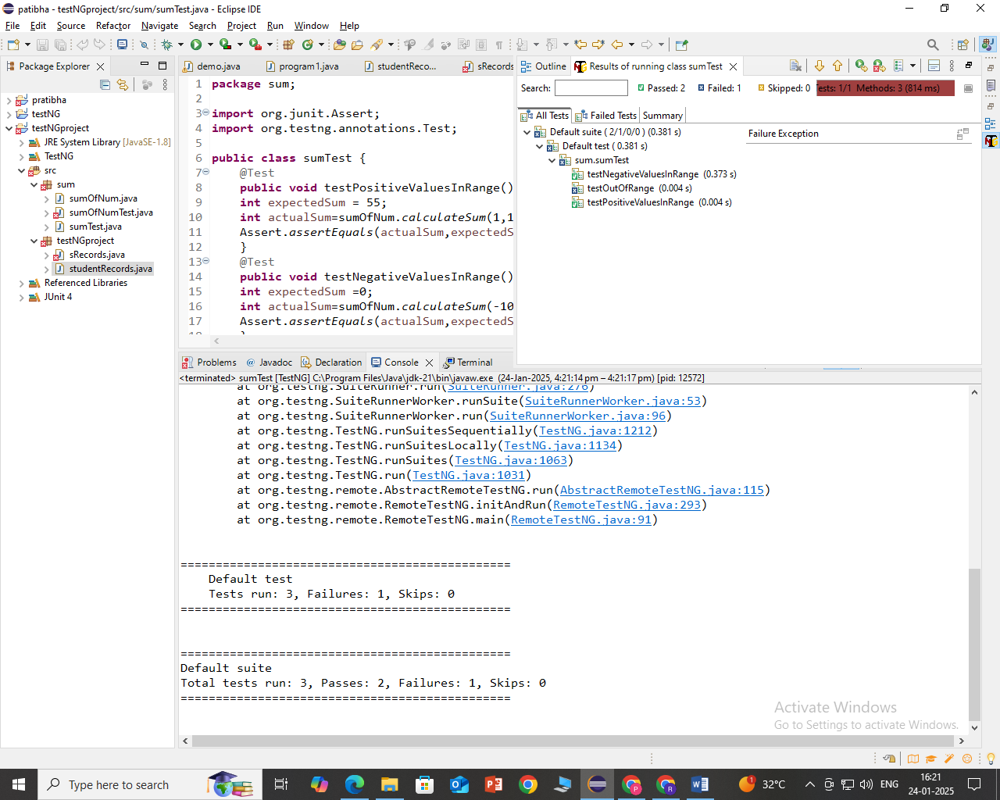 patibha - testNGproject/src/sum/sumTest.java - Eclipse IDE
File Edit Source Refactor Navigate Search Project Run Window Help
Package Explorer
pratibha
testNG
testNGproject
JRE System Library [JavaSE-1.8]
TestNG
src
sum
sumOfNum.java
sumOfNumTest.java
sumTest.java
testNGproject
sRecords.java
studentRecords.java
Referenced Libraries
JUnit 4
demo.java program1.java studentReco... sRecords
1 package sum;
2
3 import org.junit.Assert;
4 import org.testng.annotations.Test;
5
6 public class sumTest {
7 @Test
8 public void testPositiveValuesInRange()
9 int expectedSum = 55;
10 int actualSum=sumOfNum.calculateSum(1,1
11 Assert.assertEquals(actualSum,expectedS
12 }
13 @Test
14 public void testNegativeValuesInRange()
15 int expectedSum =0;
16 int actualSum=sumOfNum.calculateSum(-10
17 Assert.assertEquals(actualSum,expectedS
Outline Results of running class sumTest
Search: Passed: 2 Failed: 1 Skipped: 0 Tests: 1/1 Methods: 3 (814 ms)
All Tests Failed Tests Summary
Default suite ( 2/1/0/0 ) (0.381 s)
Default test ( 0.381 s)
sum.sumTest
testNegativeValuesInRange (0.373 s)
testOutOfRange (0.004 s)
testPositiveValuesInRange (0.004 s)
Failure Exception
Problems Javadoc Declaration Console Terminal
<terminated> sumTest [TestNG] C:\Program Files\Java\jdk-21\bin\javaw.exe (24-Jan-2025, 4:21:14 pm – 4:21:17 pm) [pid: 12572]
at org.testng.SuiteRunner.run(SuiteRunner.java:276)
at org.testng.SuiteRunnerWorker.runSuite(SuiteRunnerWorker.java:53)
at org.testng.SuiteRunnerWorker.run(SuiteRunnerWorker.java:96)
at org.testng.TestNG.runSuitesSequentially(TestNG.java:1212)
at org.testng.TestNG.runSuitesLocally(TestNG.java:1134)
at org.testng.TestNG.runSuites(TestNG.java:1063)
at org.testng.TestNG.run(TestNG.java:1031)
at org.testng.remote.AbstractRemoteTestNG.run(AbstractRemoteTestNG.java:115)
at org.testng.remote.RemoteTestNG.initAndRun(RemoteTestNG.java:293)
at org.testng.remote.RemoteTestNG.main(RemoteTestNG.java:91)
===============================================
Default test
Tests run: 3, Failures: 1, Skips: 0
===============================================
===============================================
Default suite
Total tests run: 3, Passes: 2, Failures: 1, Skips: 0
===============================================
Activate Windows
Go to Settings to activate Windows.
Type here to search
32°C
ENG
16:21
24-01-2025